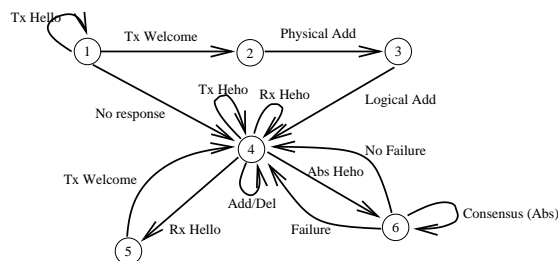 Tx Hello
1
Tx Welcome
2
Physical Add
3
Tx Heho
Rx Heho
No response
Logical Add
4
No Failure
Tx Welcome
Abs Heho
Add/Del
Rx Hello
Failure
6
Consensus (Abs)
5